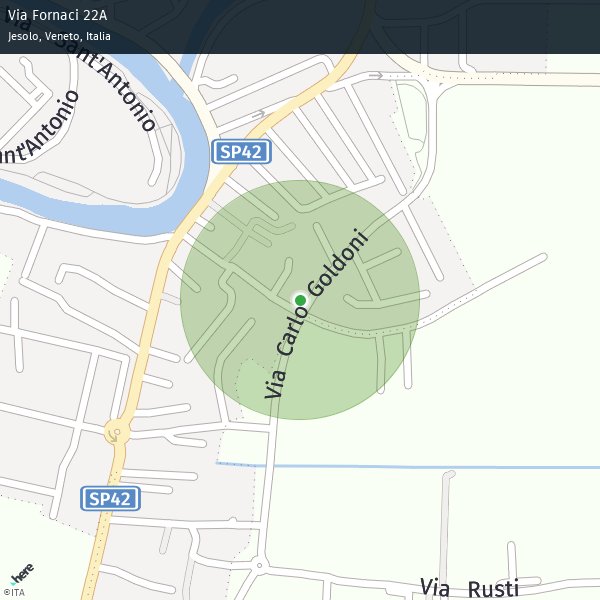 Via Fornaci 22A
Jesolo, Veneto, Italia
Via Sant'Antonio
ant'Antonio
SP42
Via Carlo Goldoni
SP42
Via Rusti
here
©ITA